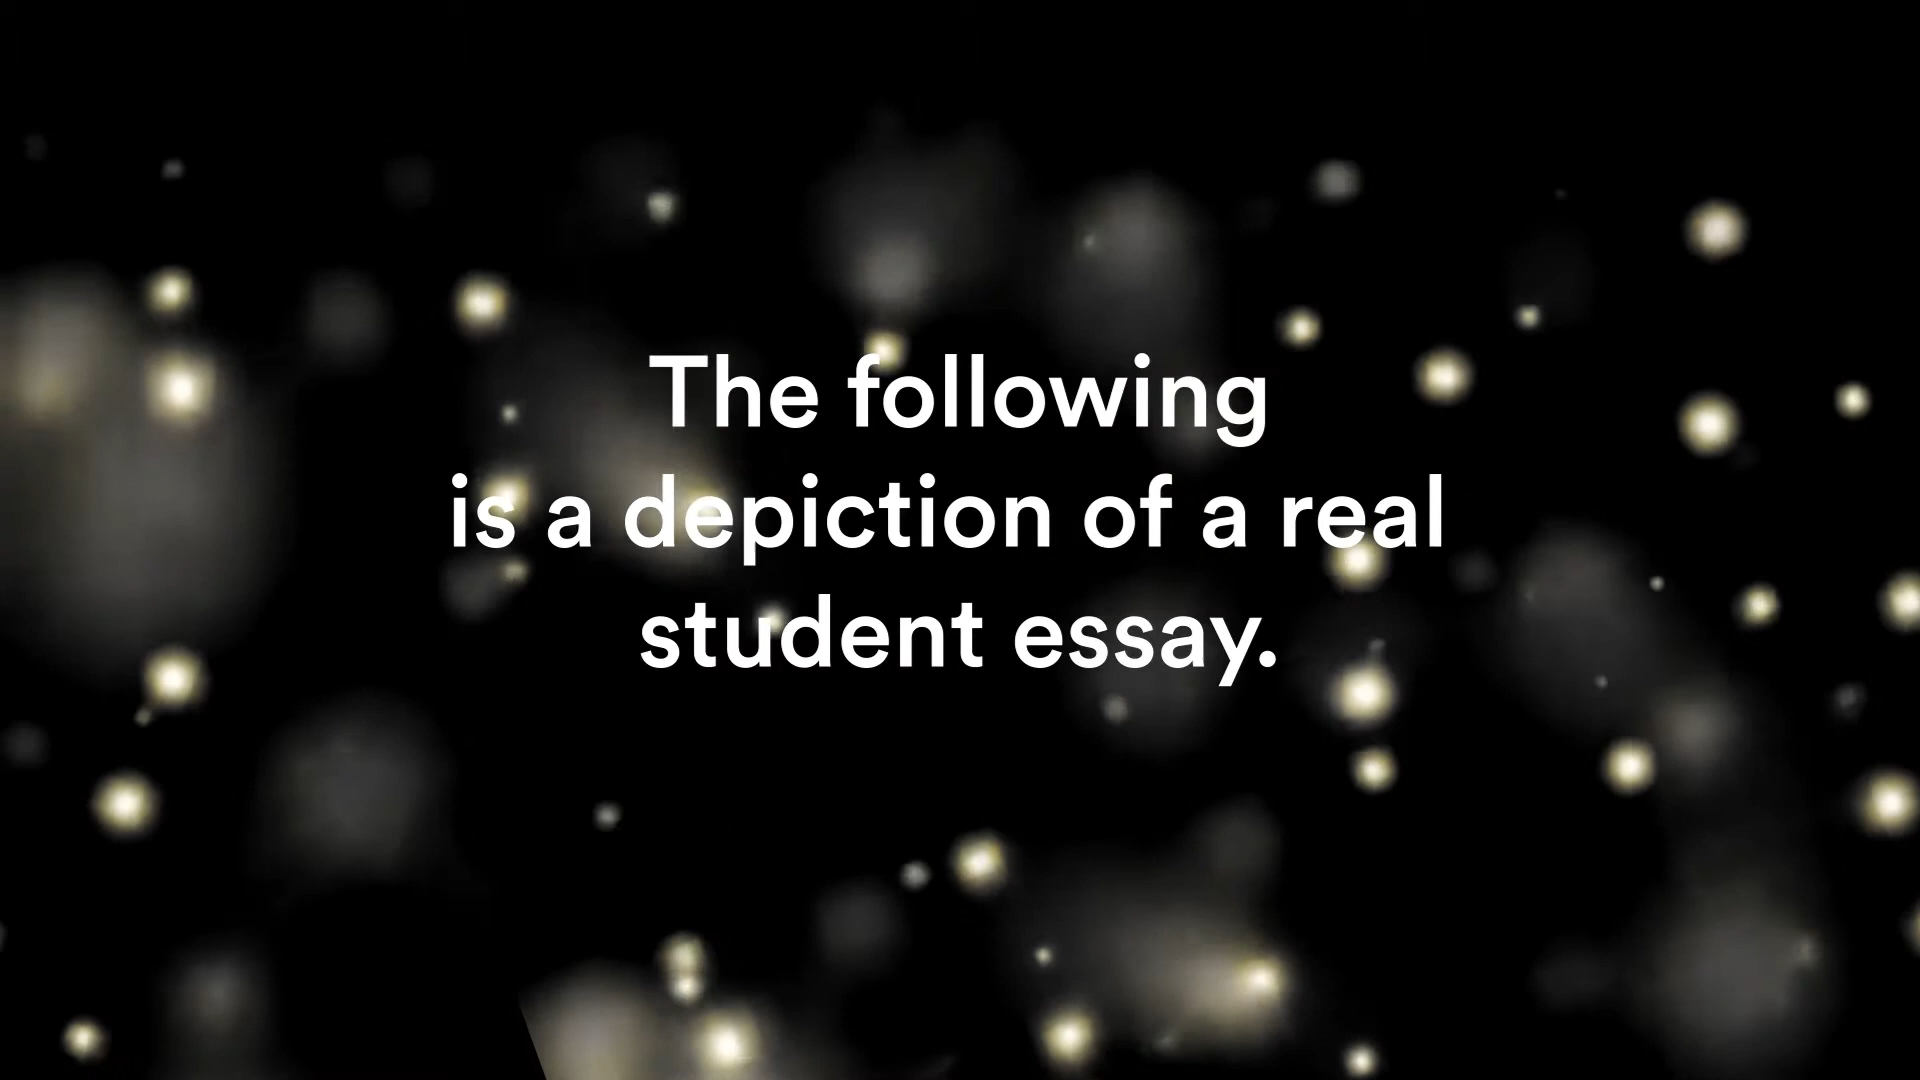 The following
is a depiction of a real
student essay.